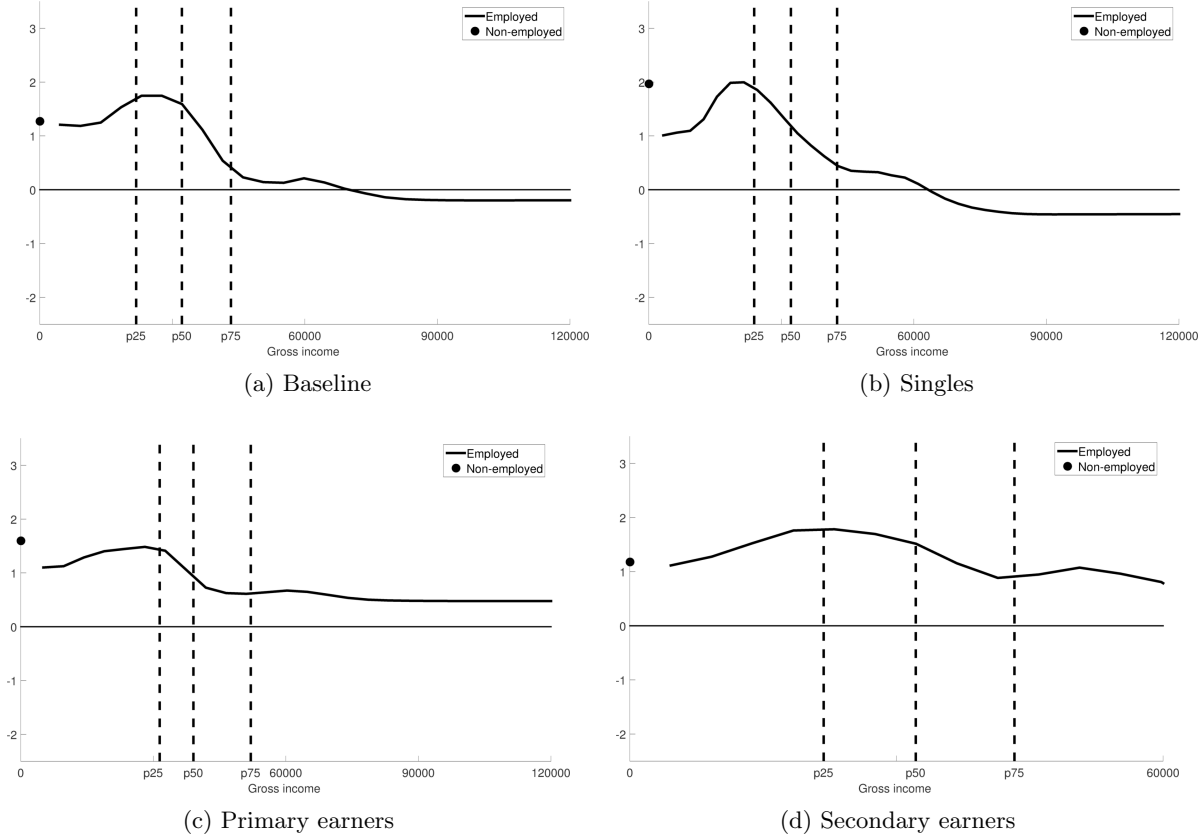 3
2
1
0
-1
-2
Employed
Non-employed
0 p25 p50 p75 60000 90000 120000
Gross income
(a) Baseline
3
2
1
0
-1
-2
Employed
Non-employed
0 p25 p50 p75 60000 90000 120000
Gross income
(b) Singles
3
2
1
0
-1
-2
Employed
Non-employed
0 p25 p50 p75 60000 90000 120000
Gross income
(c) Primary earners
3
2
1
0
-1
-2
Employed
Non-employed
0 p25 p50 p75 60000
Gross income
(d) Secondary earners